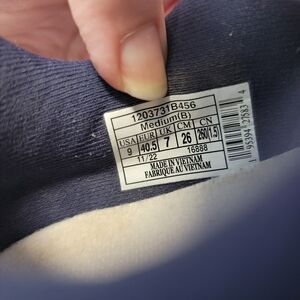 1203731B456
Medium(B)
USA EUR UK CM CN
9 40.5 7 26 260(1.5)
11/22 16888
MADE IN VIETNAM
FABRIQUE AU VIETNAM